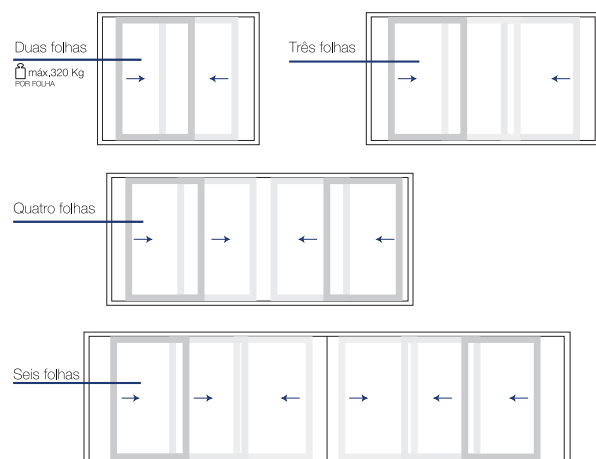 Duas folhas
máx,320 Kg
POR FOLHA
Três folhas
Quatro folhas
Seis folhas